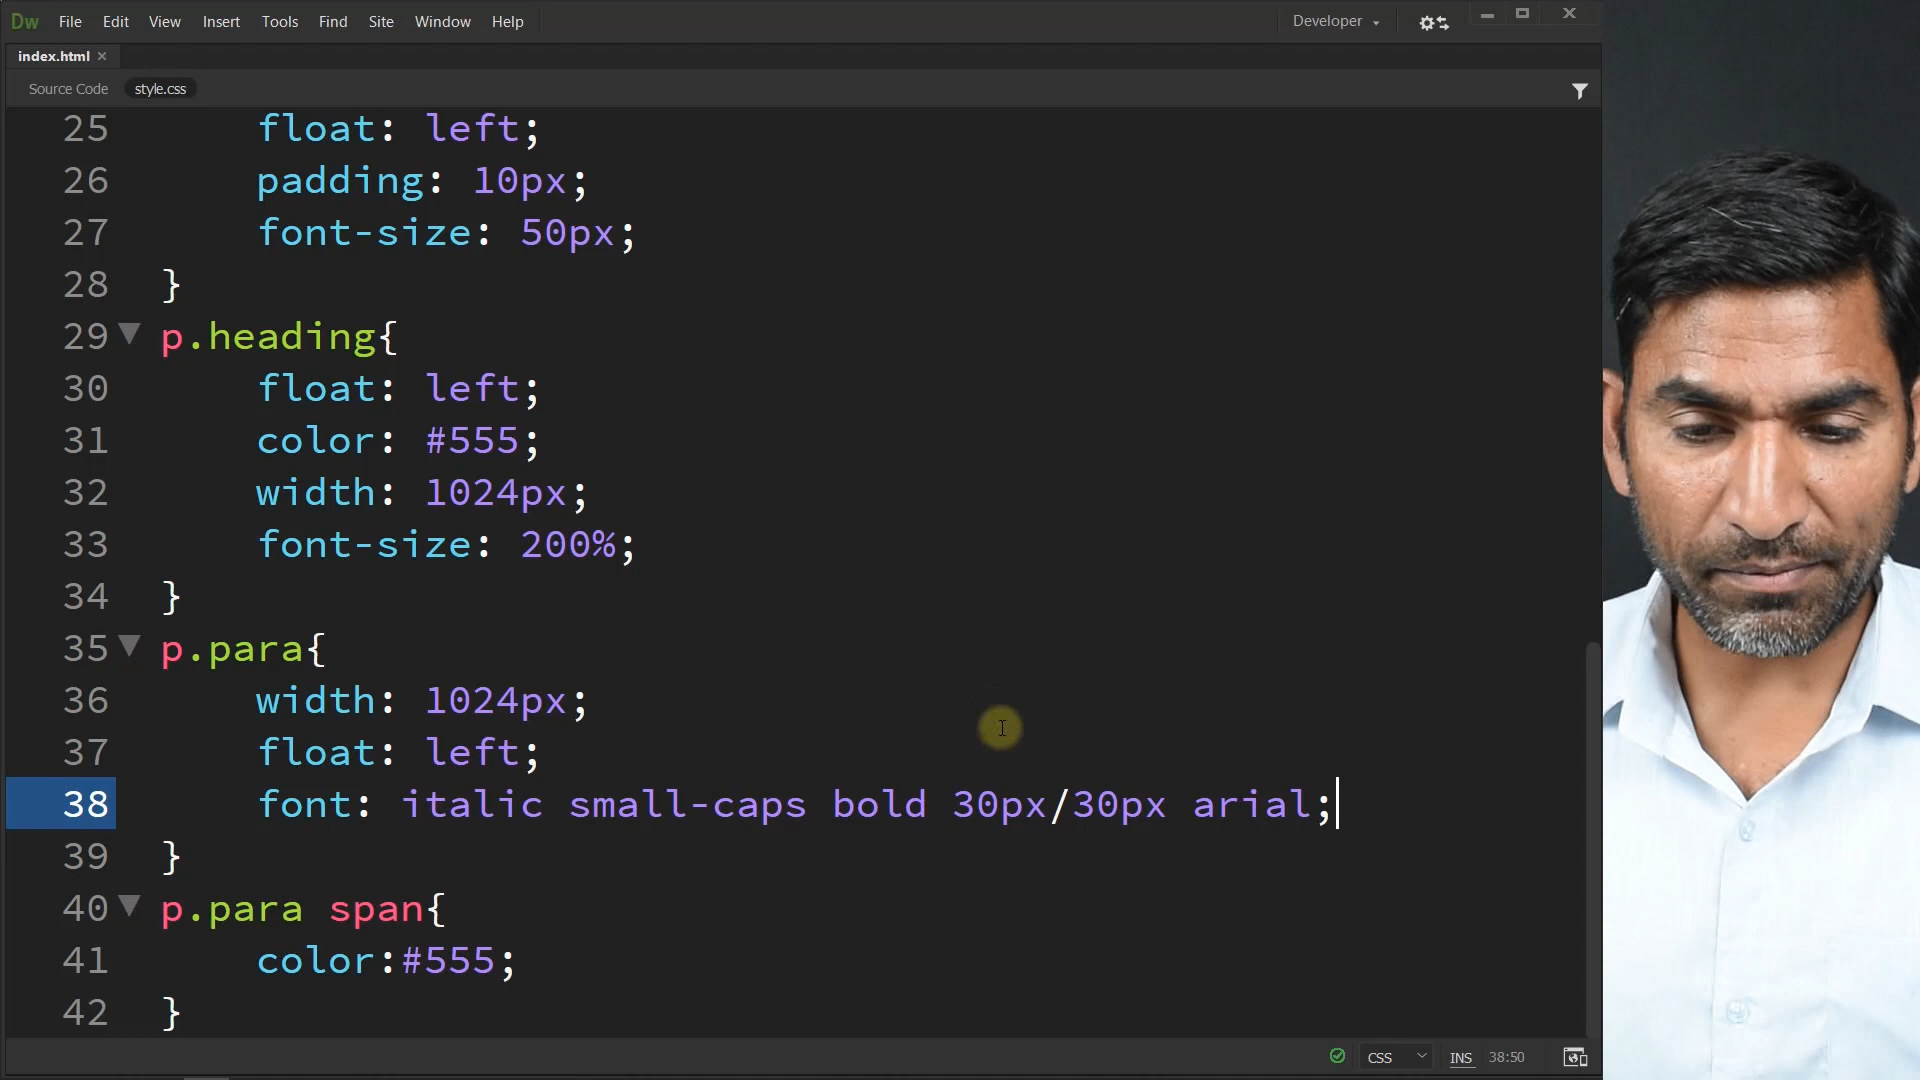 Dw File Edit View Insert Tools Find Site Window Help Developer
index.html
Source Code style.css
25 float: left;
26 padding: 10px;
27 font-size: 50px;
28 }
29 p.heading{
30 float: left;
31 color: #555;
32 width: 1024px;
33 font-size: 200%;
34 }
35 p.para{
36 width: 1024px;
37 float: left;
38 font: italic small-caps bold 30px/30px arial;
39 }
40 p.para span{
41 color:#555;
42 }
CSS INS 38:50